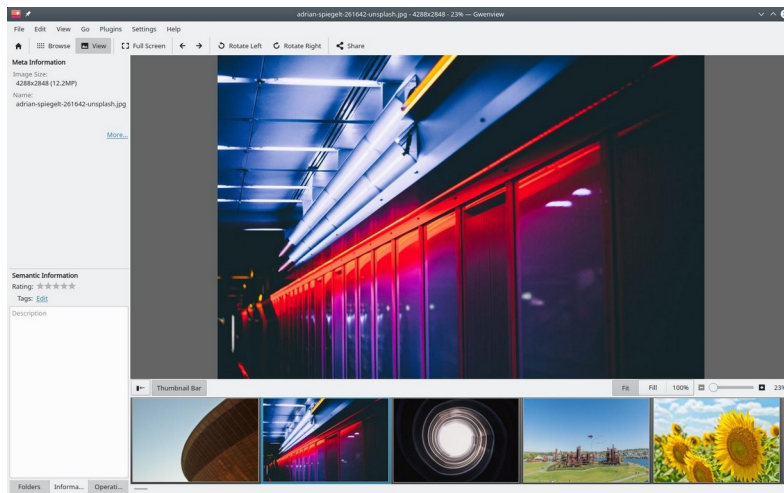 adrian-spiegelt-261642-unsplash.jpg - 4288x2848 - 23% — Gwenview
File Edit View Go Plugins Settings Help
Browse View Full Screen Rotate Left Rotate Right Share
Meta Information
Image Size:
4288x2848 (12.2MP)
Name:
adrian-spiegelt-261642-unsplash.jpg
More...
Semantic Information
Rating:
Tags: Edit
Description
Thumbnail Bar Fit Fill 100% 23%
Folders Informa... Operati...